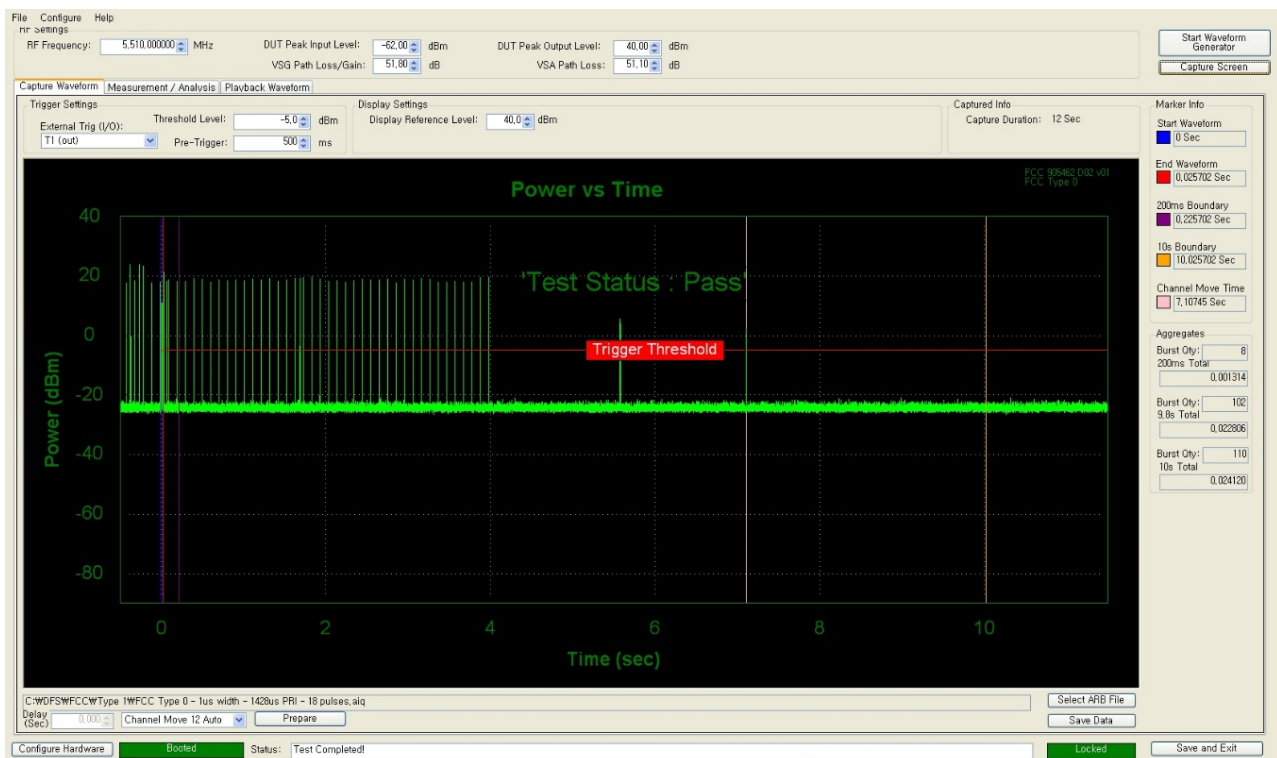 File Configure Help
RF Settings
RF Frequency: 5,510,000000 MHz DUT Peak Input Level: -62,00 dBm DUT Peak Output Level: 40,00 dBm
VSG Path Loss/Gain: 51,80 dB VSA Path Loss: 51,10 dB
Start Waveform
Generator
Capture Screen
Capture Waveform Measurement / Analysis Playback Waveform
Trigger Settings
External Trig (I/O):
T1 (out)
Threshold Level: -5,0 dBm
Pre-Trigger: 500 ms
Display Settings
Display Reference Level: 40,0 dBm
Captured Info
Capture Duration: 12 Sec
FCC 905462 D02 v01
FCC Type 0
Power vs Time
'Test Status : Pass'
Trigger Threshold
Power (dBm)
40
20
0
-20
-40
-60
-80
0 2 4 6 8 10
Time (sec)
Marker Info
Start Waveform
0 Sec
End Waveform
0,025702 Sec
200ms Boundary
0,225702 Sec
10s Boundary
10,025702 Sec
Channel Move Time
7,10745 Sec
Aggregates
Burst Qty: 8
200ms Total
0,001314
Burst Qty: 102
9,8s Total
0,022806
Burst Qty: 110
10s Total
0,024120
C:₩DFS₩FCC₩Type 1₩FCC Type 0 - 1us width - 1428us PRI - 18 pulses,aiq
Select ARB File
Delay
(Sec) 0,000 Channel Move 12 Auto Prepare
Save Data
Configure Hardware Booted Status: Test Completed! Locked Save and Exit